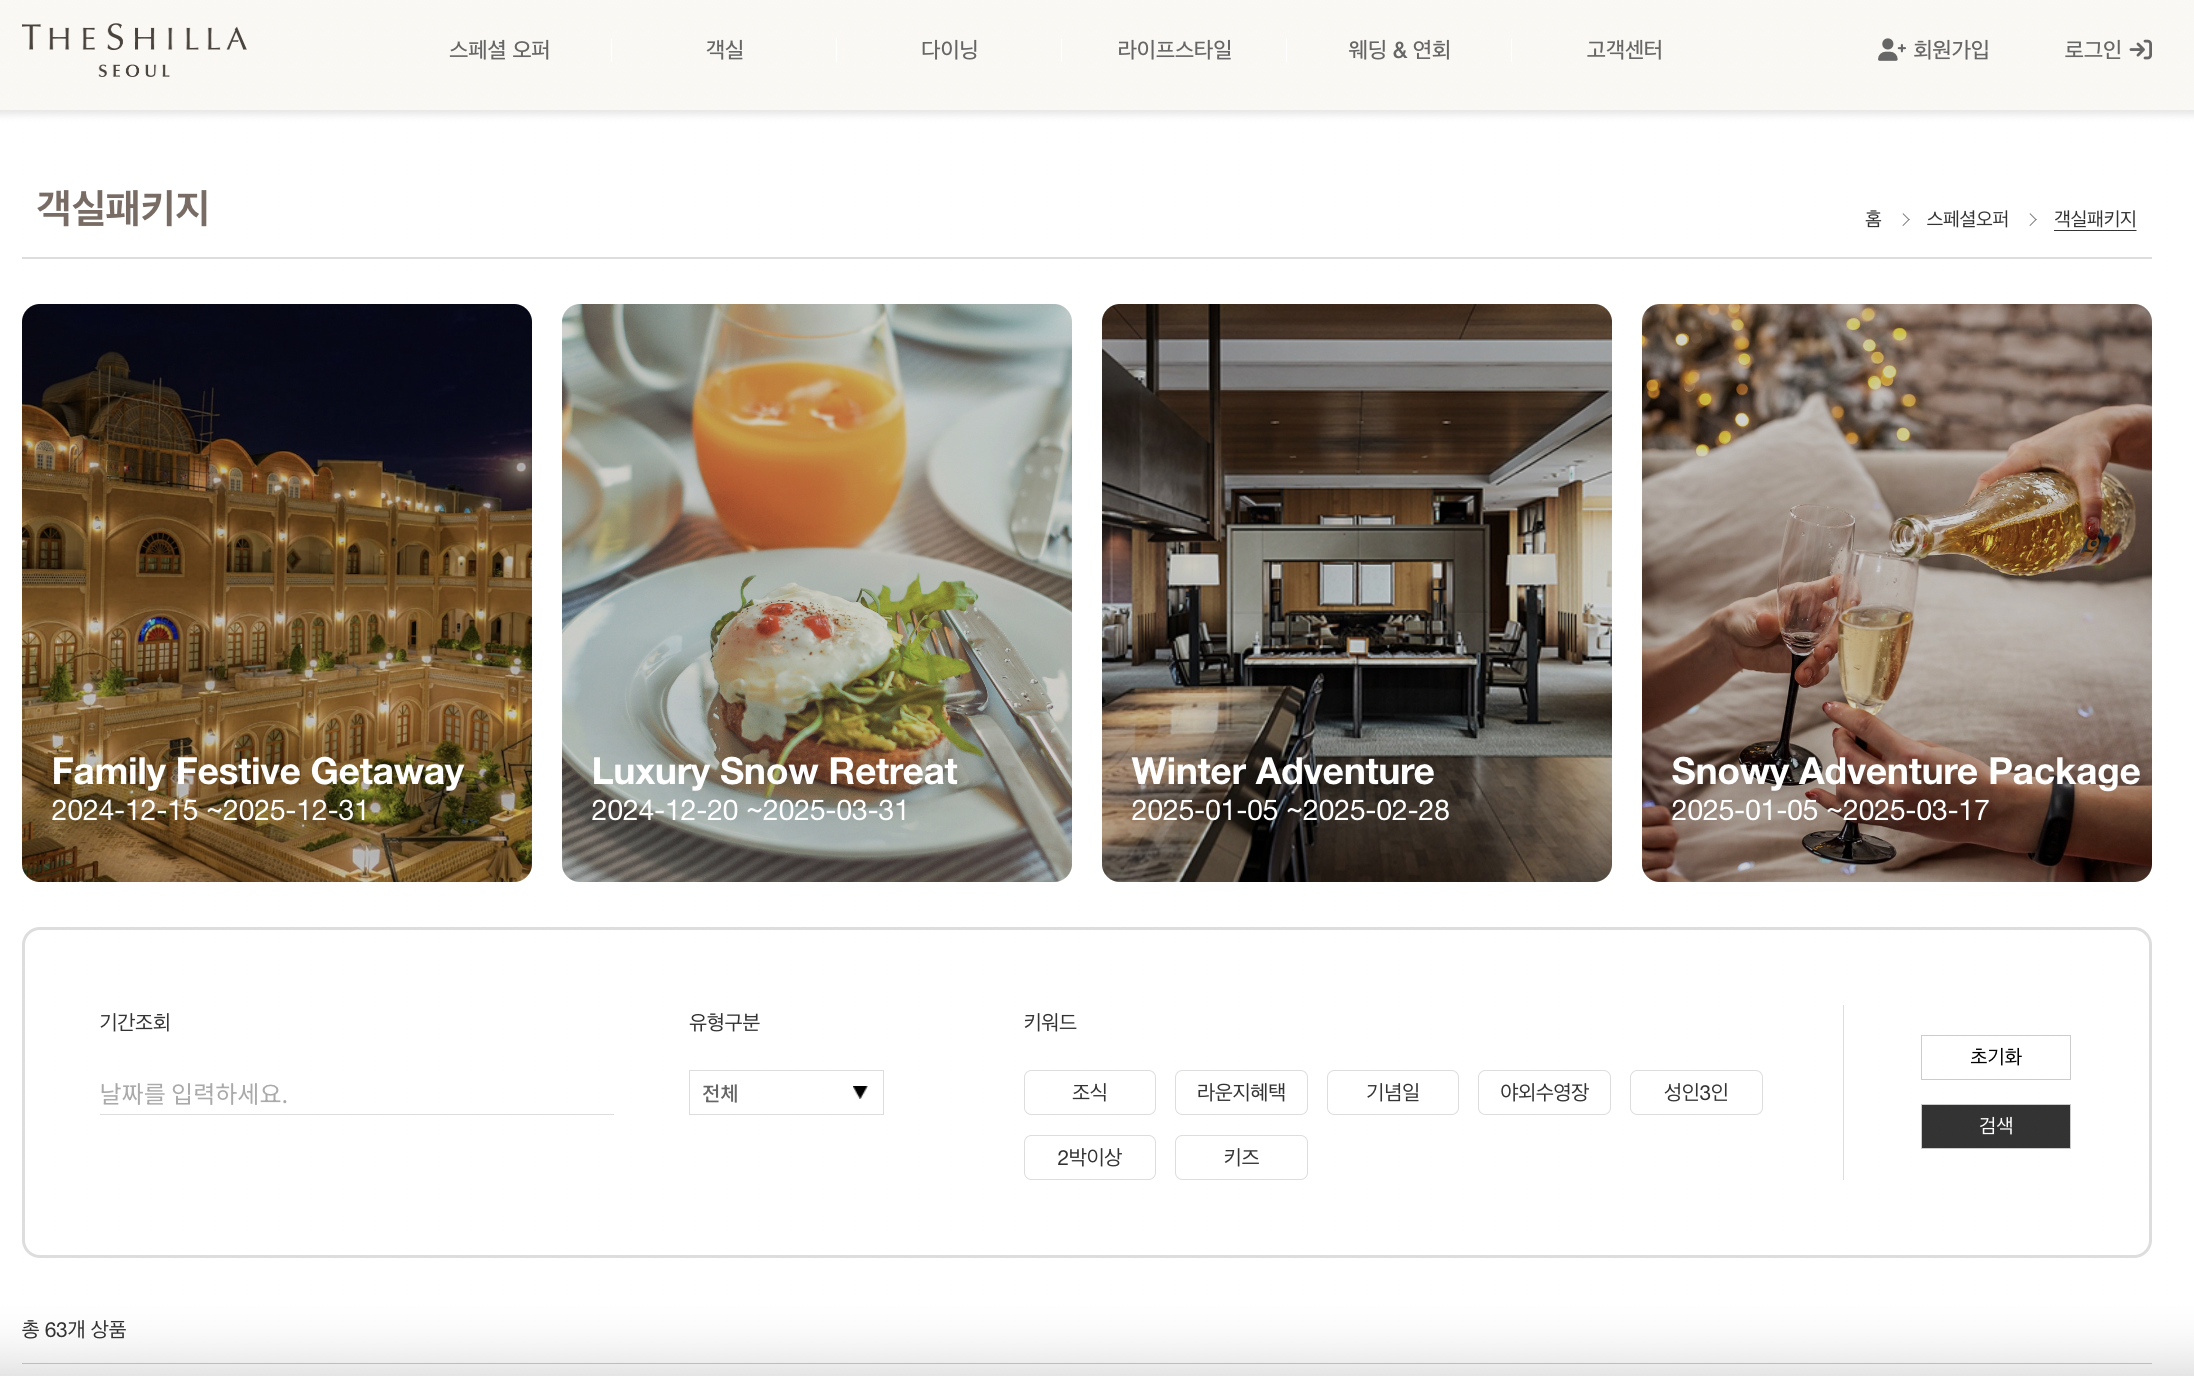 THE SHILLA
SEOUL
스페셜 오퍼
객실
다이닝
라이프스타일
웨딩 & 연회
고객센터
회원가입
로그인
객실패키지
홈 > 스페셜오퍼 > 객실패키지
Family Festive Getaway
2024-12-15 ~2025-12-31
Luxury Snow Retreat
2024-12-20 ~2025-03-31
Winter Adventure
2025-01-05 ~2025-02-28
Snowy Adventure Package
2025-01-05 ~2025-03-17
기간조회
날짜를 입력하세요.
유형구분
전체 ▼
키워드
조식
라운지혜택
기념일
야외수영장
성인3인
2박이상
키즈
초기화
검색
총 63개 상품